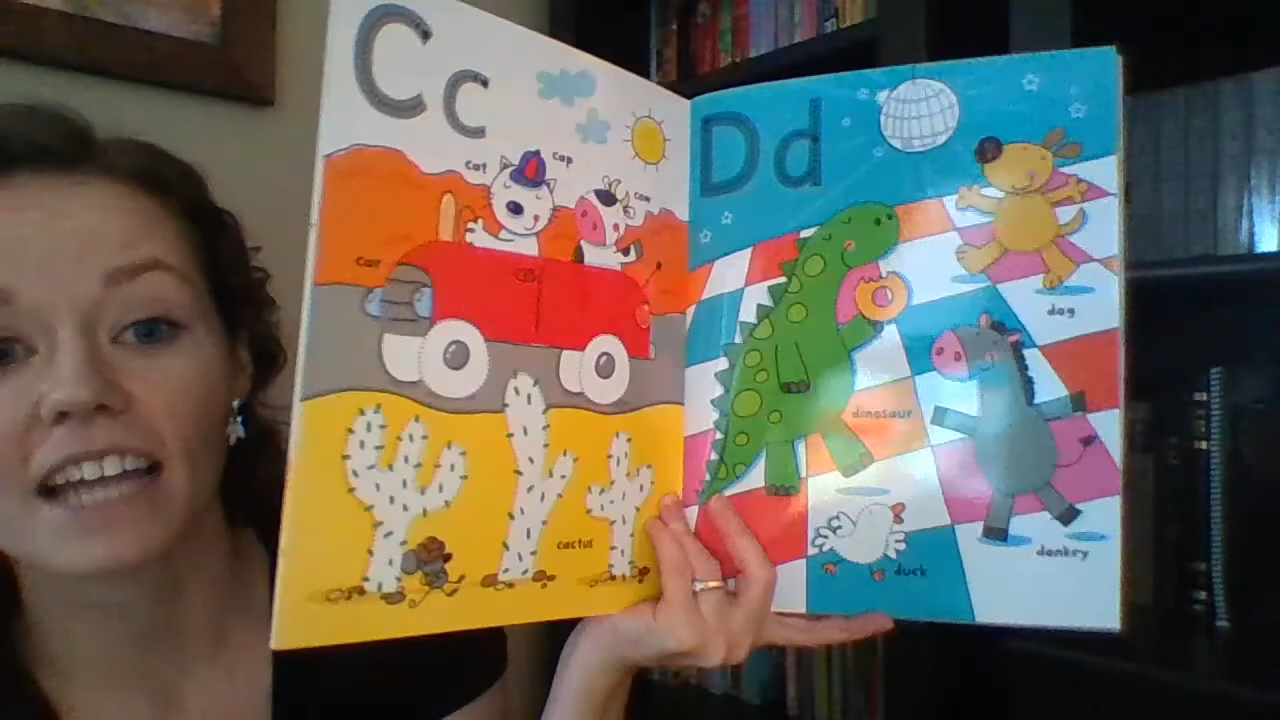 Cc
cat
cap
cow
car
cactus
Dd
dog
dinosaur
donkey
duck